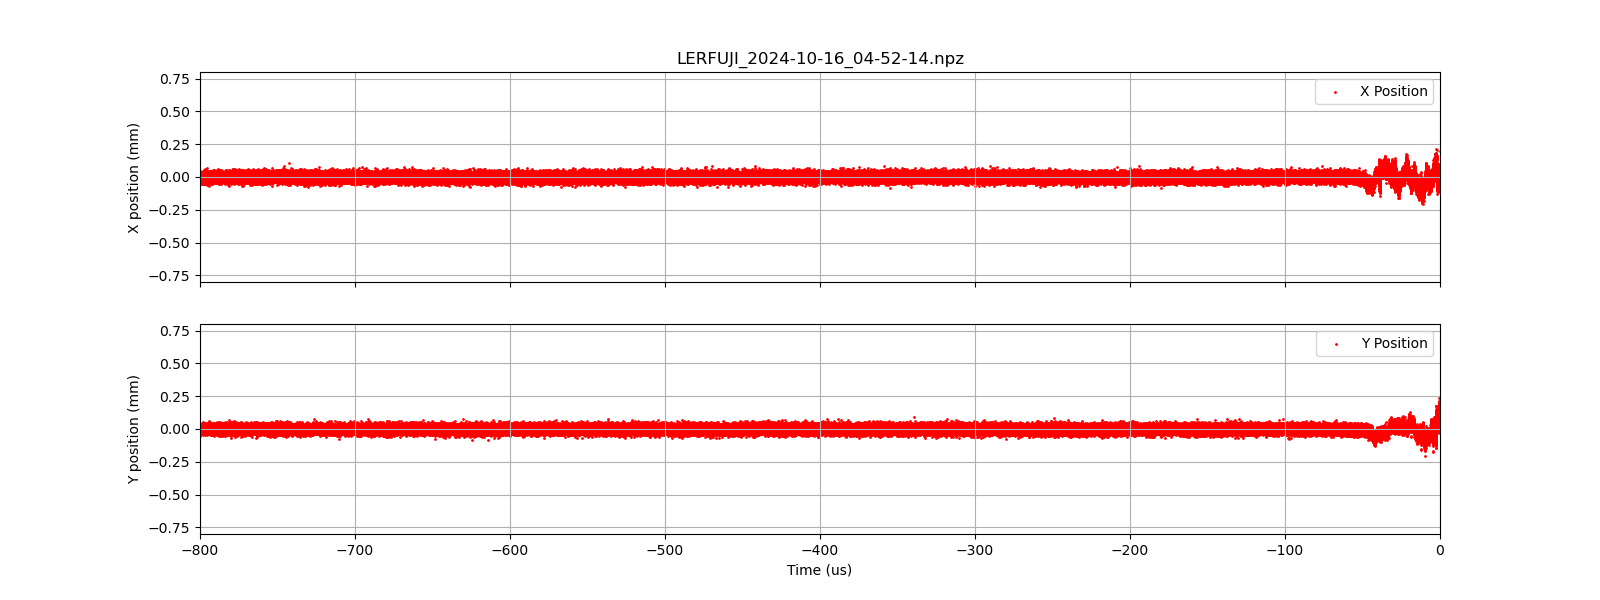 LERFUJI_2024-10-16_04-52-14.npz
X position (mm)
0.75
0.50
0.25
0.00
−0.25
−0.50
−0.75
X Position
Y position (mm)
0.75
0.50
0.25
0.00
−0.25
−0.50
−0.75
Y Position
−800 −700 −600 −500 −400 −300 −200 −100 0
Time (us)